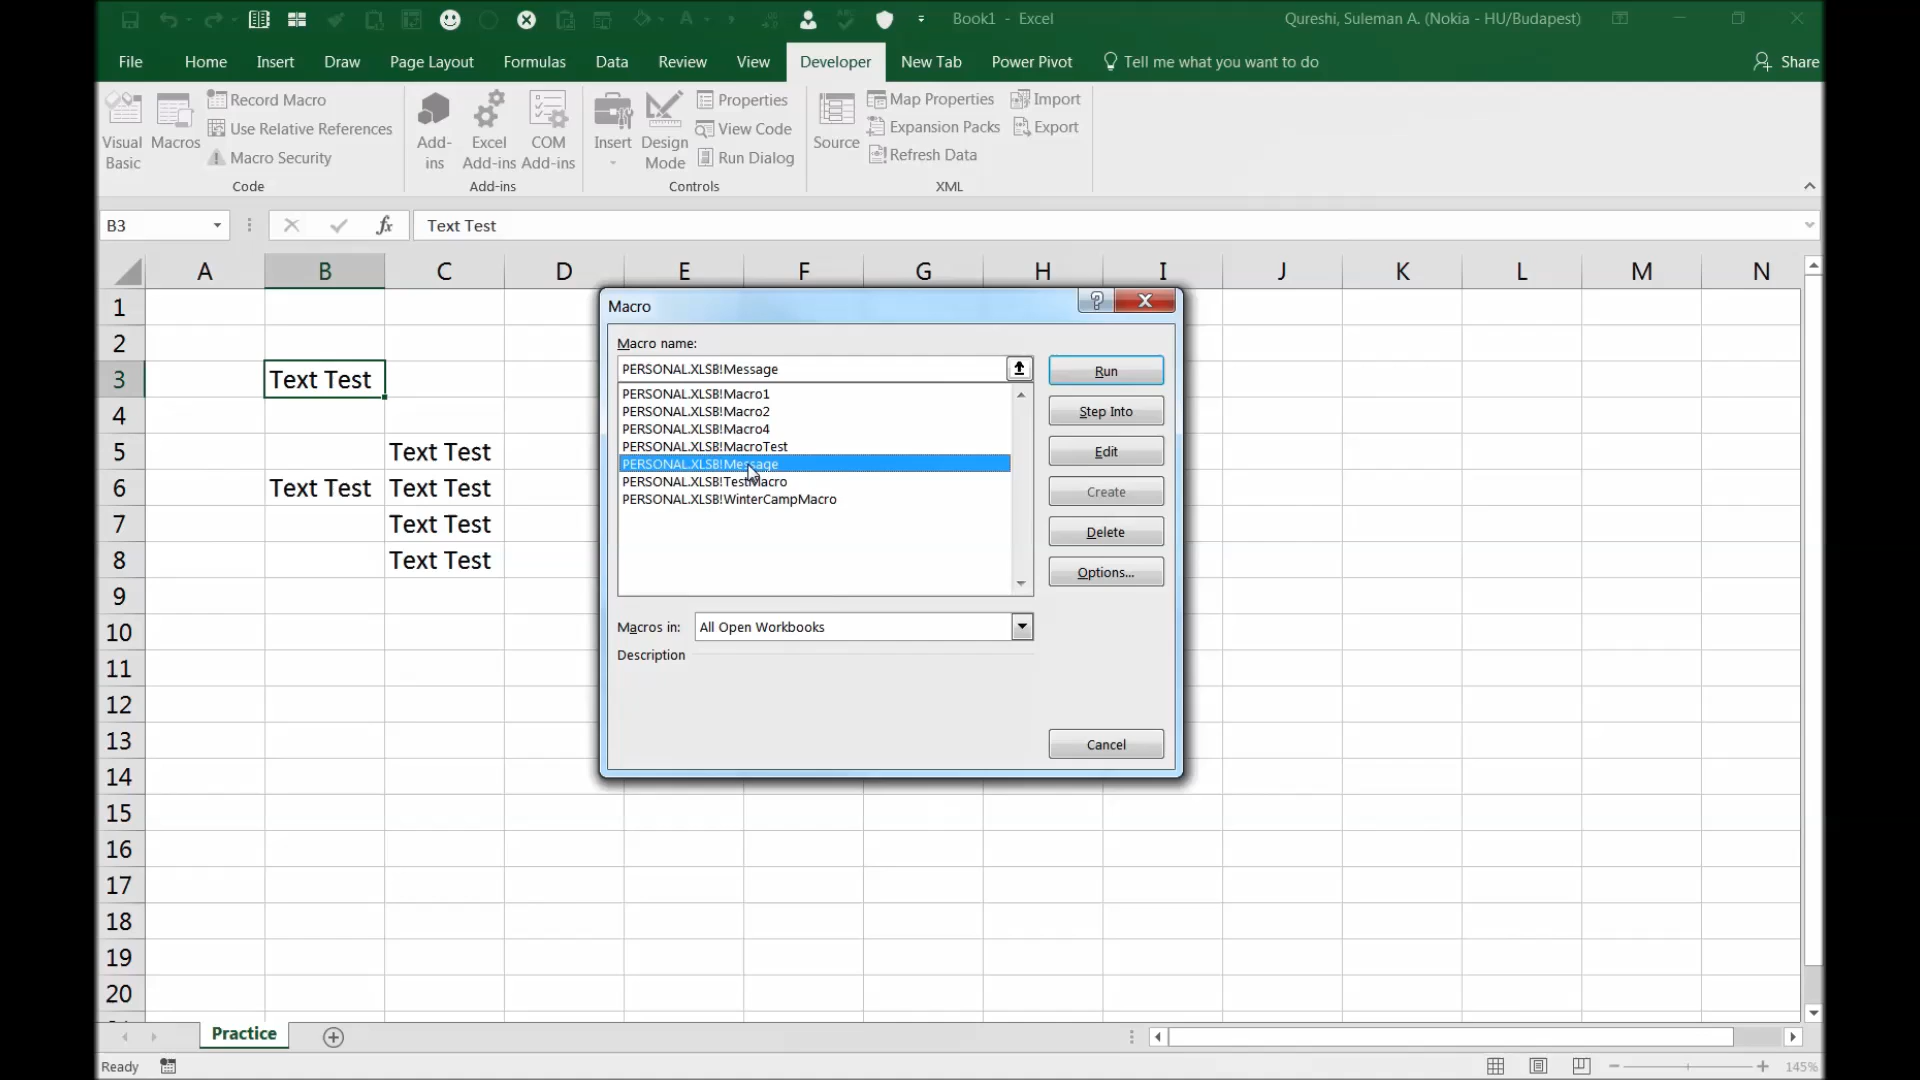 Book1 - Excel
Qureshi, Suleman A. (Nokia - HU/Budapest)
File Home Insert Draw Page Layout Formulas Data Review View Developer New Tab Power Pivot Tell me what you want to do Share
Visual Basic
Macros
Record Macro
Use Relative References
Macro Security
Code
Add-ins
Excel Add-ins
COM Add-ins
Add-ins
Insert
Design Mode
Properties
View Code
Run Dialog
Controls
Source
Map Properties
Expansion Packs
Refresh Data
Import
Export
XML
B3 fx Text Test
A B C D E F G H I J K L M N
1
2
3 Text Test
4
5 Text Test
6 Text Test Text Test
7 Text Test
8 Text Test
9
10
11
12
13
14
15
16
17
18
19
20
Macro
Macro name:
PERSONAL.XLSB!Message
PERSONAL.XLSB!Macro1
PERSONAL.XLSB!Macro2
PERSONAL.XLSB!Macro4
PERSONAL.XLSB!MacroTest
PERSONAL.XLSB!Message
PERSONAL.XLSB!TestMacro
PERSONAL.XLSB!WinterCampMacro
Run
Step Into
Edit
Create
Delete
Options...
Macros in: All Open Workbooks
Description
Cancel
Practice
Ready
145%